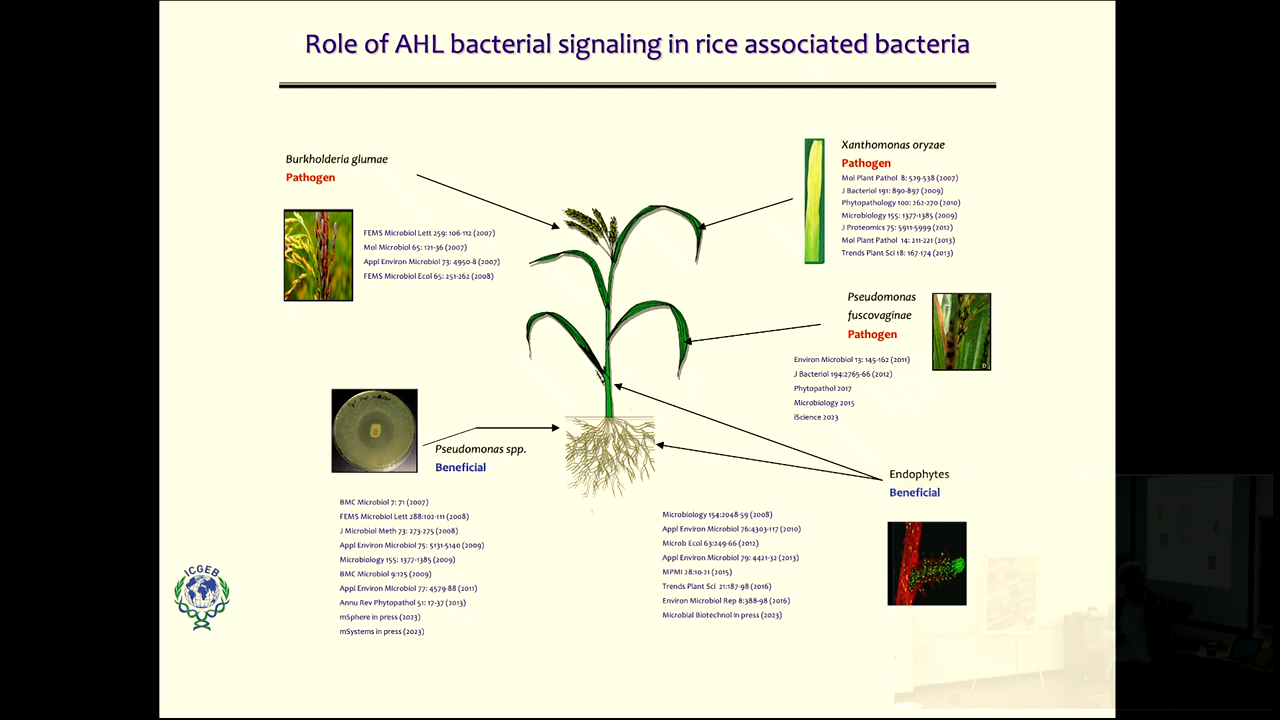 Role of AHL bacterial signaling in rice associated bacteria
Burkholderia glumae
Pathogen
FEMS Microbiol Lett 259: 106-112 (2007)
Mol Microbiol 65: 121-36 (2007)
Appl Environ Microbiol 73: 4950-8 (2007)
FEMS Microbiol Ecol 65: 251-262 (2008)
Xanthomonas oryzae
Pathogen
Mol Plant Pathol 8: 529-538 (2007)
J Bacteriol 191: 890-897 (2009)
Phytopathology 100: 262-270 (2010)
Microbiology 155: 1377-1385 (2009)
J Proteomics 75: 5911-5999 (2012)
Mol Plant Pathol 14: 211-221 (2013)
Trends Plant Sci 18: 167-174 (2013)
Pseudomonas
fuscovaginae
Pathogen
D
Environ Microbiol 13: 145-162 (2011)
J Bacteriol 194:2765-66 (2012)
Phytopathol 2017
Microbiology 2015
iScience 2023
Pseudomonas spp.
Beneficial
BMC Microbiol 7: 71 (2007)
FEMS Microbiol Lett 288:102-111 (2008)
J Microbiol Meth 73: 273-275 (2008)
Appl Environ Microbiol 75: 5131-5140 (2009)
Microbiology 155: 1377-1385 (2009)
BMC Microbiol 9:125 (2009)
Appl Environ Microbiol 77: 4579-88 (2011)
Annu Rev Phytopathol 51: 17-37 (2013)
mSphere in press (2023)
mSystems in press (2023)
Endophytes
Beneficial
Microbiology 154:2048-59 (2008)
Appl Environ Microbiol 76:4303-117 (2010)
Microb Ecol 63:249-66 (2012)
Appl Environ Microbiol 79: 4421-32 (2013)
MPMI 28:10-21 (2015)
Trends Plant Sci 21:187-98 (2016)
Environ Microbiol Rep 8:388-98 (2016)
Microbial Biotechnol in press (2023)
ICGEB